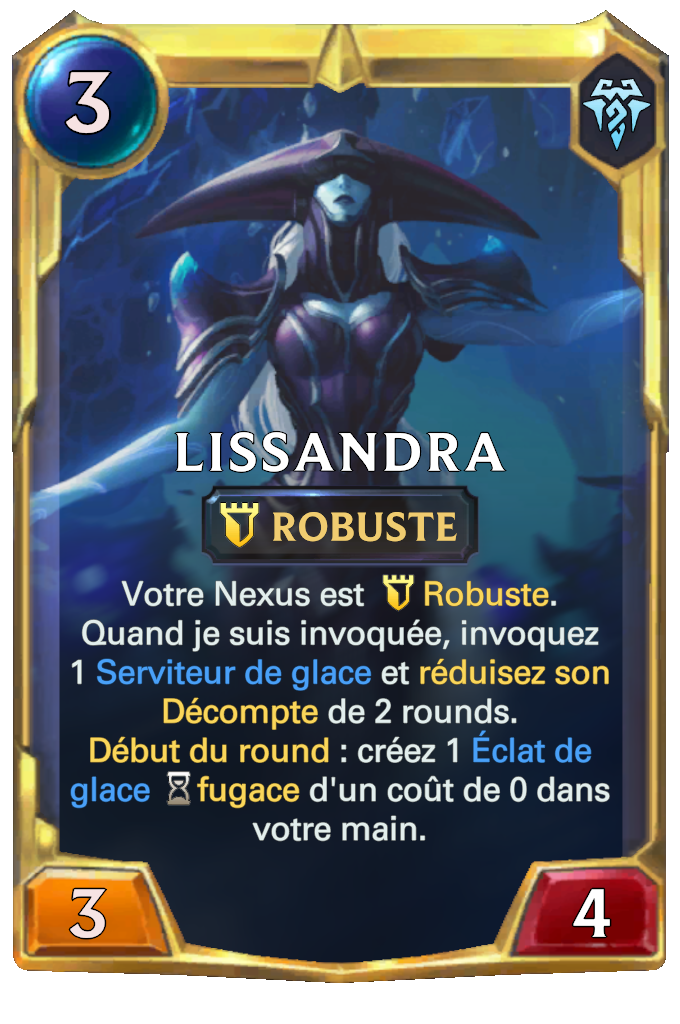 3
LISSANDRA
ROBUSTE
Votre Nexus est Robuste.
Quand je suis invoquée, invoquez
1 Serviteur de glace et réduisez son
Décompte de 2 rounds.
Début du round : créez 1 Éclat de
glace fugace d'un coût de 0 dans
votre main.
3
4